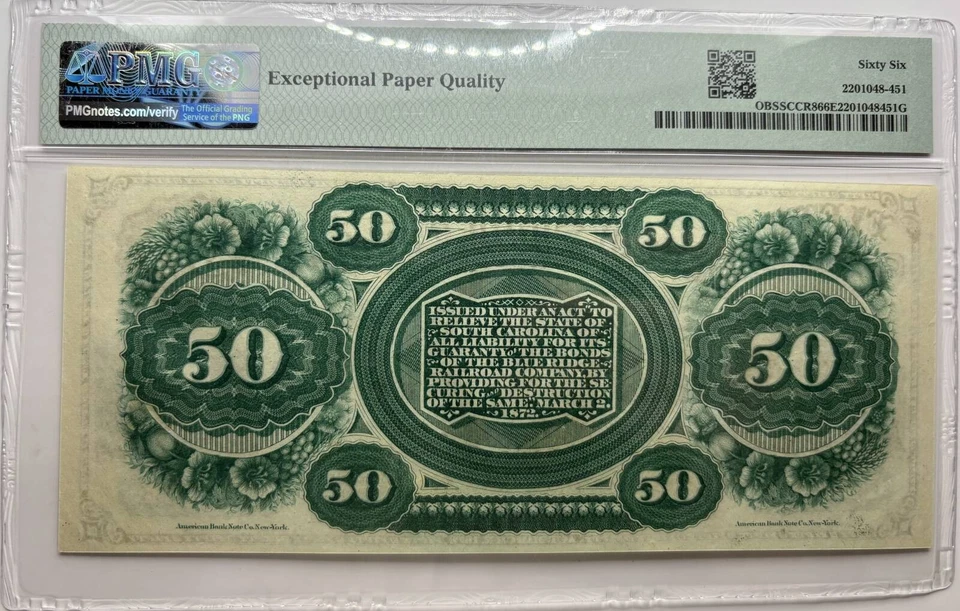 PMG
PAPER MONEY GUARANTY
PMGnotes.com/verify
The Official Grading
Service of the PNG
Exceptional Paper Quality
Sixty Six
2201048-451
OBSSCCR866E2201048451G
50 50
50 50
ISSUED UNDER AN ACT TO
RELIEVE THE STATE OF
SOUTH CAROLINA OF
ALL LIABILITY FOR ITS
GUARANTY OF THE BONDS
OF THE BLUE RIDGE
RAILROAD COMPANY BY
PROVIDING FOR THE SE
CURING AND DESTRUCTION
OF THE SAME, MARCH 2
1872.
50 50
American Bank Note Co. New-York. American Bank Note Co. New-York.